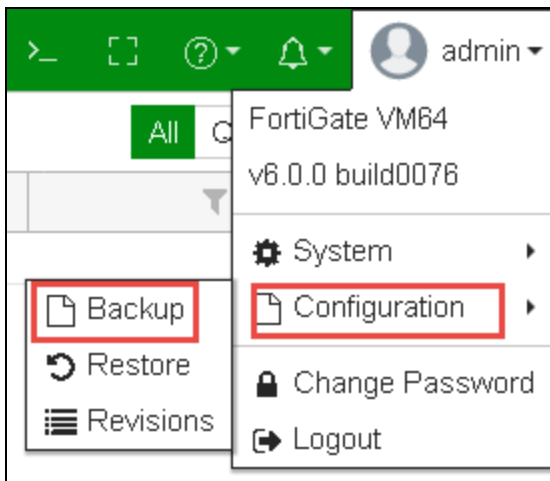 >_
admin
All
FortiGate VM64
v6.0.0 build0076
System
Configuration
Backup
Restore
Revisions
Change Password
Logout